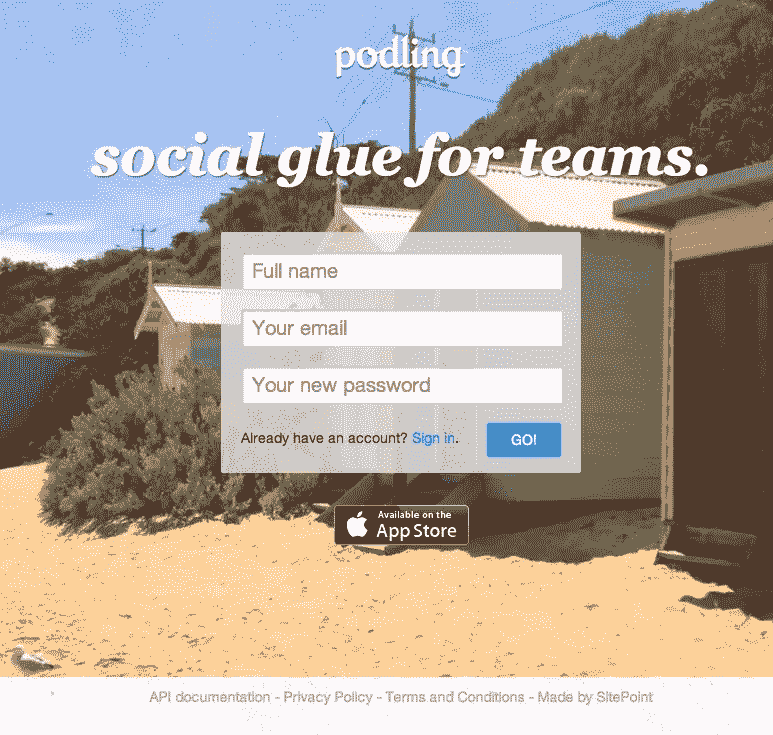 podling
social glue for teams.
Full name
Your email
Your new password
Already have an account? Sign in.
GO!
Available on the
App Store
API documentation - Privacy Policy - Terms and Conditions - Made by SitePoint